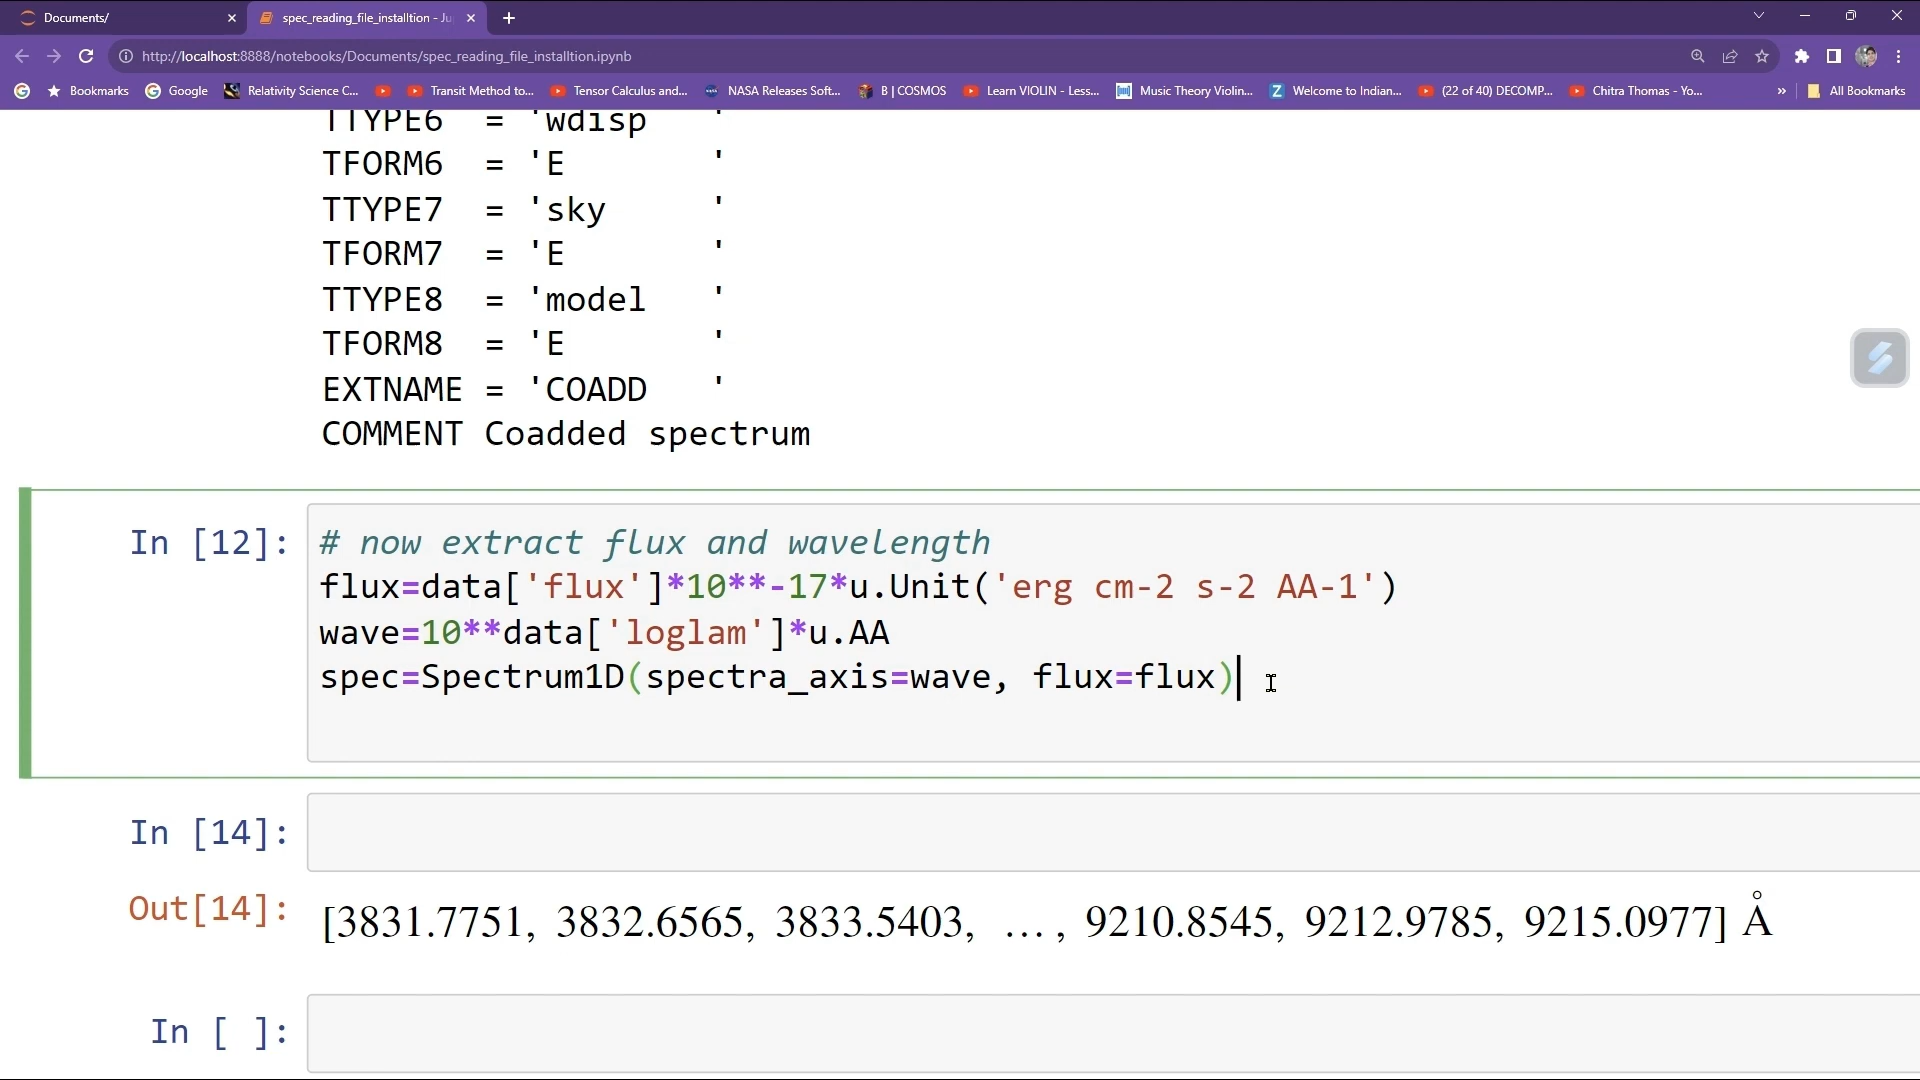 Documents/
spec_reading_file_installtion - Ju
http://localhost:8888/notebooks/Documents/spec_reading_file_installtion.ipynb
Bookmarks
Google
Relativity Science C...
Transit Method to...
Tensor Calculus and...
NASA Releases Soft...
B | COSMOS
Learn VIOLIN - Less...
Music Theory Violin...
Welcome to Indian...
(22 of 40) DECOMP...
Chitra Thomas - Yo...
»
All Bookmarks
TTYPE6 = 'wdisp '
TFORM6 = 'E '
TTYPE7 = 'sky '
TFORM7 = 'E '
TTYPE8 = 'model '
TFORM8 = 'E '
EXTNAME = 'COADD '
COMMENT Coadded spectrum
In [12]:
# now extract flux and wavelength
flux=data['flux']*10**-17*u.Unit('erg cm-2 s-2 AA-1')
wave=10**data['loglam']*u.AA
spec=Spectrum1D(spectra_axis=wave, flux=flux)
In [14]:
Out[14]:
[3831.7751, 3832.6565, 3833.5403, … , 9210.8545, 9212.9785, 9215.0977] Å
In [ ]: